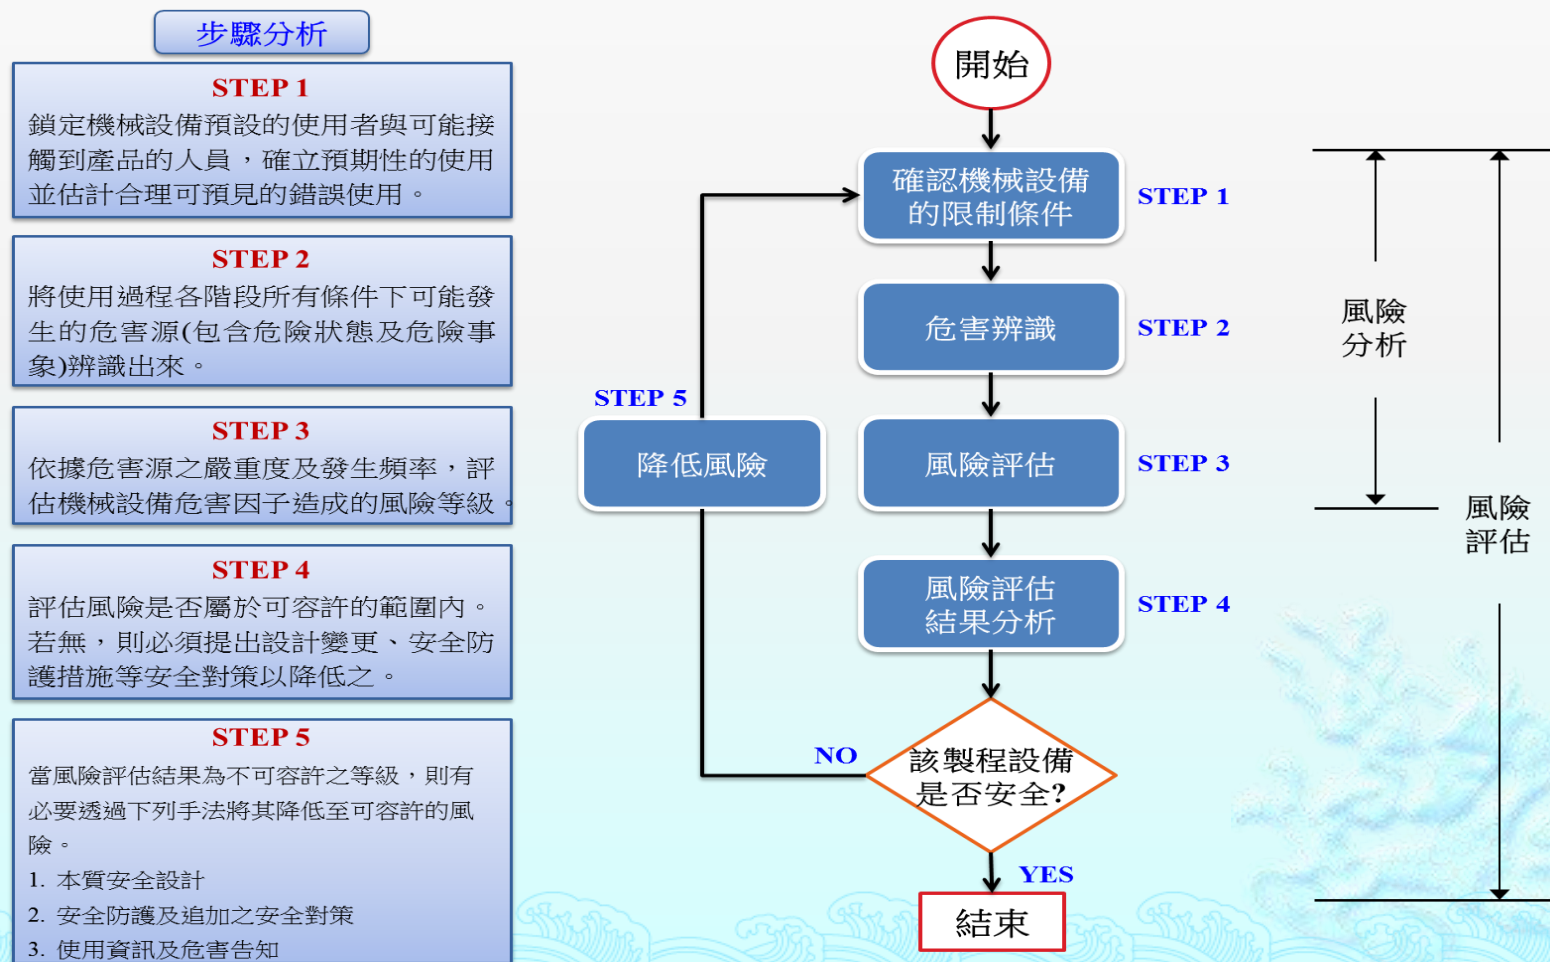 步驟分析
STEP 1
鎖定機械設備預設的使用者與可能接
觸到產品的人員，確立預期性的使用
並估計合理可預見的錯誤使用。
STEP 2
將使用過程各階段所有條件下可能發
生的危害源(包含危險狀態及危險事
象)辨識出來。
STEP 3
依據危害源之嚴重度及發生頻率，評
估機械設備危害因子造成的風險等級。
STEP 4
評估風險是否屬於可容許的範圍內。
若無，則必須提出設計變更、安全防
護措施等安全對策以降低之。
STEP 5
當風險評估結果為不可容許之等級，則有
必要透過下列手法將其降低至可容許的風
險。
1. 本質安全設計
2. 安全防護及追加之安全對策
3. 使用資訊及危害告知
開始
確認機械設備
的限制條件
STEP 1
危害辨識
STEP 2
風險評估
STEP 3
風險評估
結果分析
STEP 4
該製程設備
是否安全?
NO
STEP 5
降低風險
YES
結束
風險
分析
風險
評估